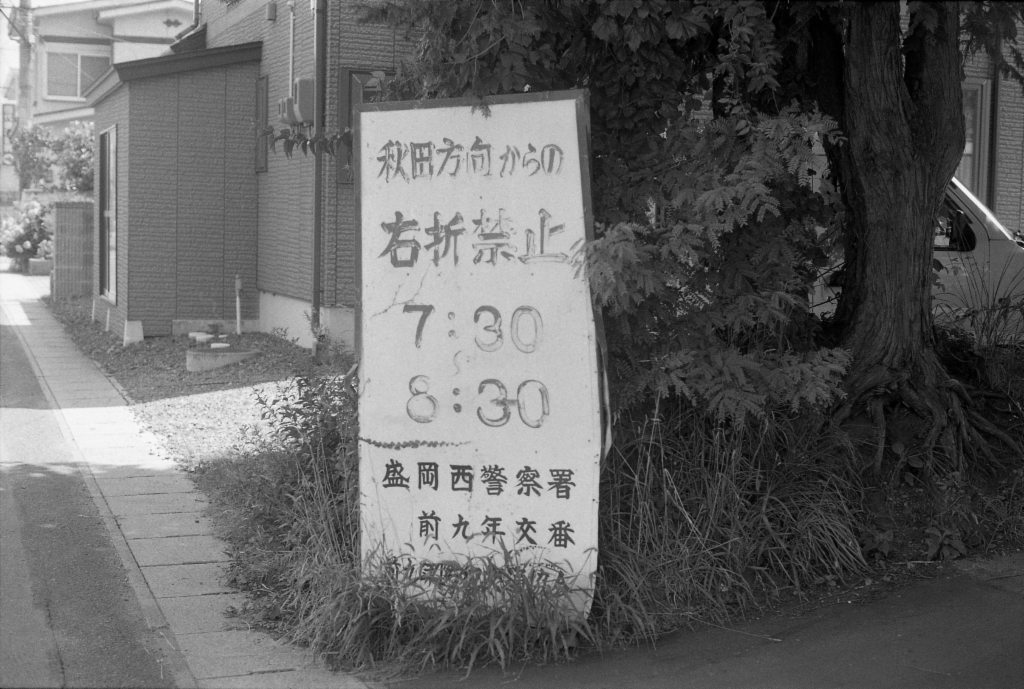 秋田方向からの
右折禁止
7:30
〜
8:30
盛岡西警察署
前九年交番